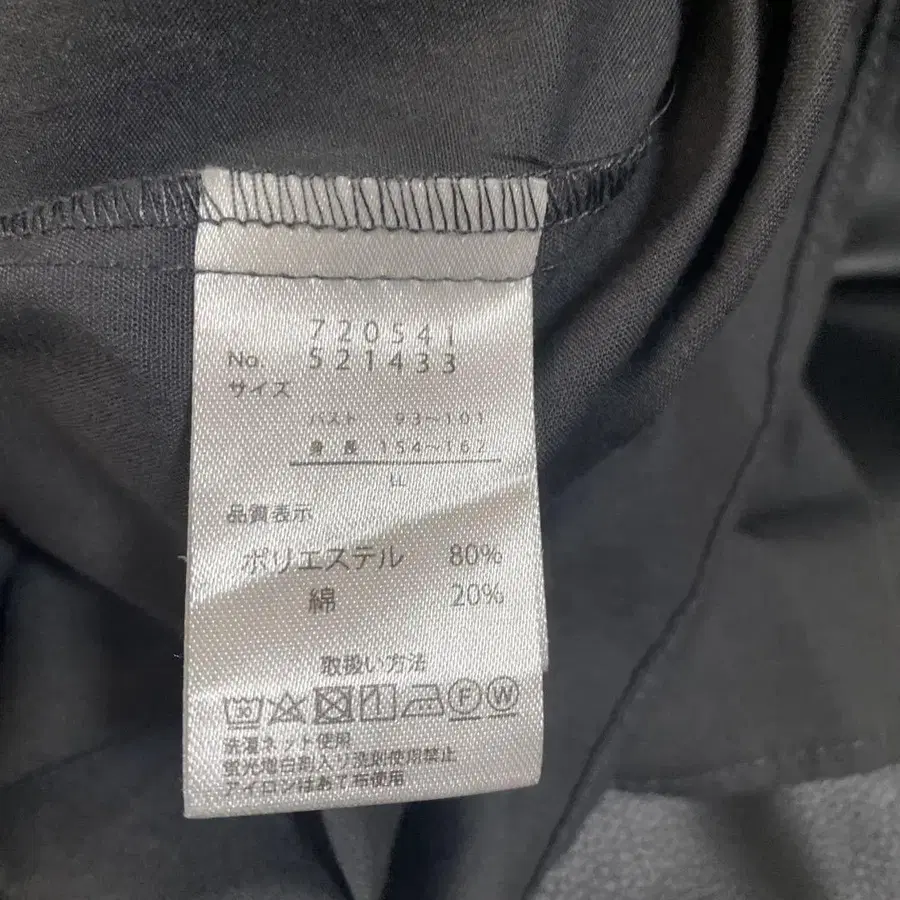 720541
No. 521433
サイズ
バスト 93~101
身長 154~162
LL
品質表示
ポリエステル 80%
綿 20%
取扱い方法
30 F W
洗濯ネット使用
蛍光増白剤入り洗剤使用禁止
アイロンはあて布使用